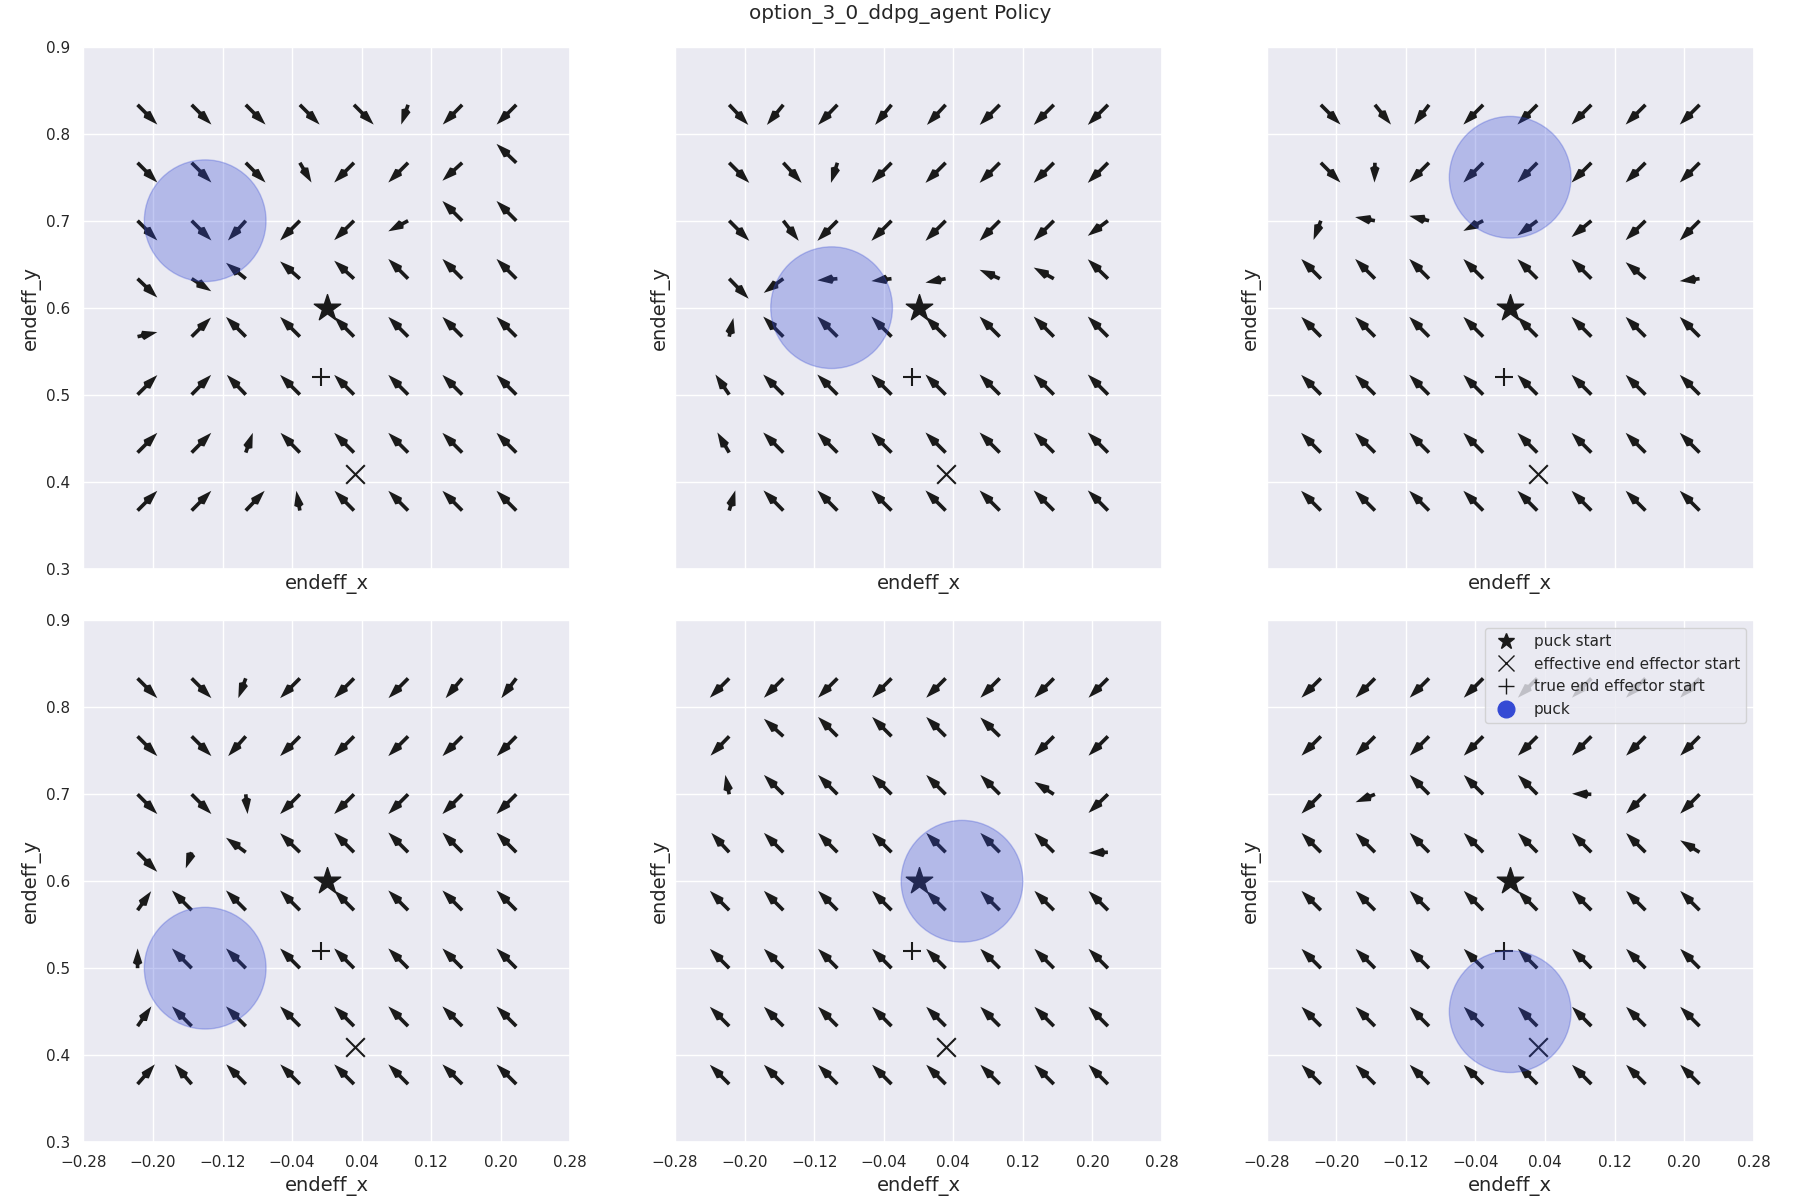 option_3_0_ddpg_agent Policy
0.9
0.8
0.7
0.6
0.5
0.4
0.3
endeff_y
endeff_x
endeff_y
endeff_x
endeff_y
endeff_x
0.9
0.8
0.7
0.6
0.5
0.4
0.3
endeff_y
−0.28 −0.20 −0.12 −0.04 0.04 0.12 0.20 0.28
endeff_x
endeff_y
−0.28 −0.20 −0.12 −0.04 0.04 0.12 0.20 0.28
endeff_x
puck start
effective end effector start
true end effector start
puck
endeff_y
−0.28 −0.20 −0.12 −0.04 0.04 0.12 0.20 0.28
endeff_x